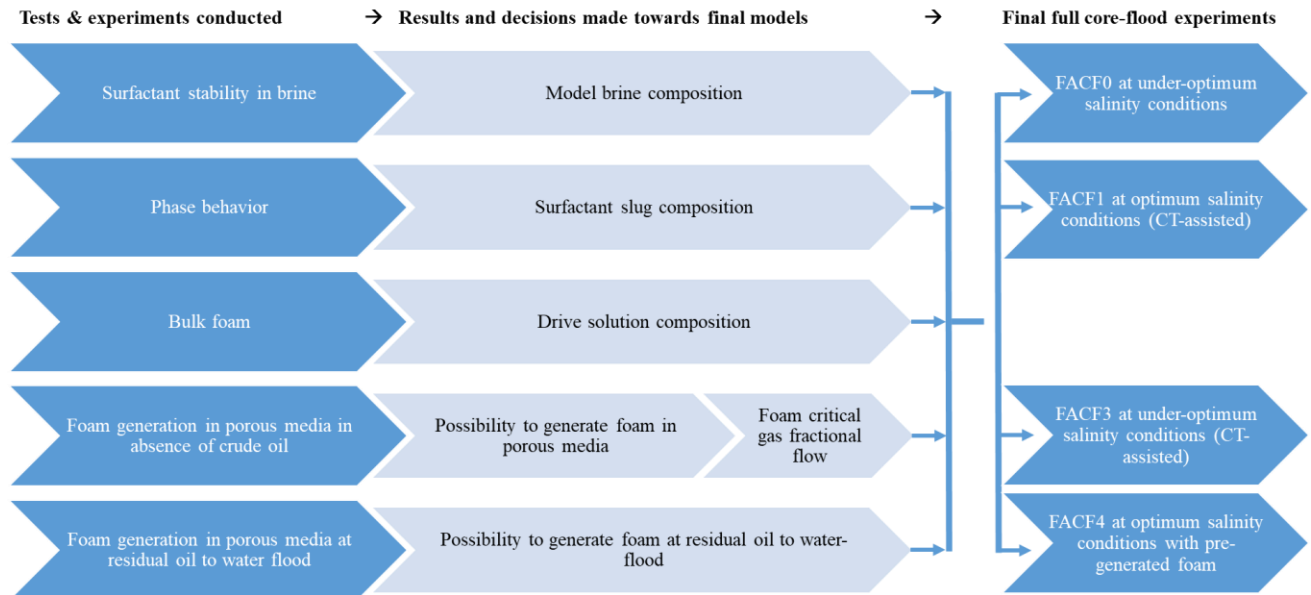 Tests & experiments conducted → Results and decisions made towards final models → Final full core-flood experiments
Surfactant stability in brine
Model brine composition
FACF0 at under-optimum
salinity conditions
Phase behavior
Surfactant slug composition
FACF1 at optimum salinity
conditions (CT-assisted)
Bulk foam
Drive solution composition
Foam generation in porous media in
absence of crude oil
Possibility to generate foam in
porous media
Foam critical
gas fractional
flow
FACF3 at under-optimum
salinity conditions (CT-
assisted)
Foam generation in porous media at
residual oil to water flood
Possibility to generate foam at residual oil to water-
flood
FACF4 at optimum salinity
conditions with pre-
generated foam